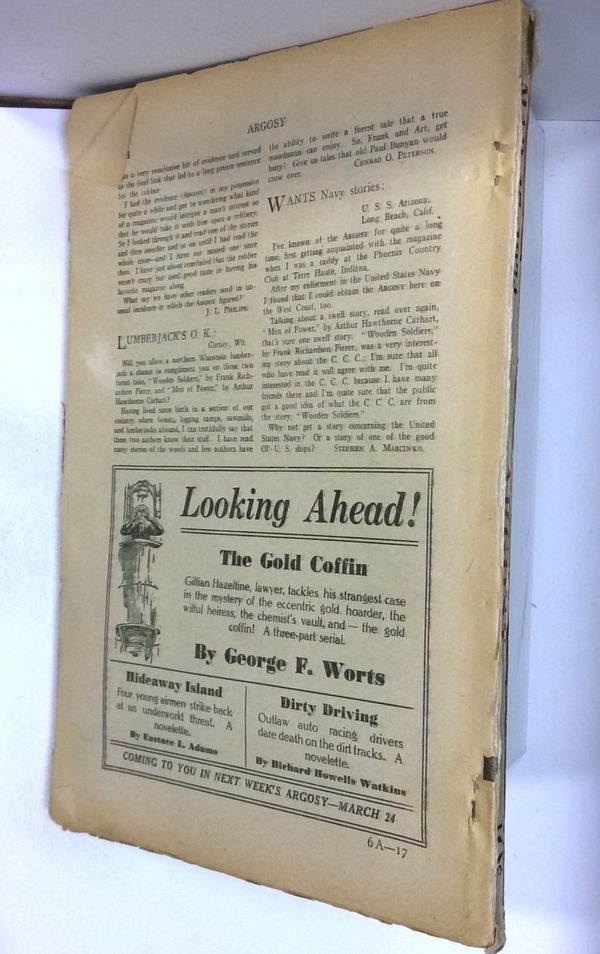 ARGOSY
was a very conclusive bit of evidence and served
as the final link that led to a long prison sentence
for the robber.
I had the evidence (ARGOSY) in my possession
for quite a while and got to wondering what kind
of a magazine would intrigue a man's interest so
that he would take it with him upon a robbery;
So I looked through it and read one of the stories
and then another and so on until I had read the
whole issue—and I have not missed one since
then. I have just about concluded that the robber
wasn't crazy but used good taste in having his
favorite magazine along.
What say we have other readers send in un-
usual incidents in which the ARGOSY figured?
J. L. PHILIPS.
LUMBERJACK'S O. K.:
Gurney, Wis.
Will you allow a northern Wisconsin lumber-
jack a chance to compliment you on those two
forest tales, "Wooden Soldiers," by Frank Rich-
ardson Pierce, and "Men of Power," by Arthur
Hawthorne Carhart?
Having lived since birth in a section of our
country where forests, logging camps, sawmills,
and lumberjacks abound, I can truthfully say that
these two authors know their stuff. I have read
many stories of the woods and few authors have
the ability to write a forest tale that a true
woodsman can enjoy. So, Frank and Art, get
busy! Give us tales that old Paul Bunyan would
crow over.
CONRAD O. PETERSON.
WANTS Navy stories:
U. S. S. Arizona,
Long Beach, Calif.
I've known of the ARGOSY for quite a long
time, first getting acquainted with the magazine
when I was a caddy at the Phoenix Country
Club at Terre Haute, Indiana.
After my enlistment in the United States Navy
I found that I could obtain the ARGOSY here on
the West Coast, too.
Talking about a swell story, read over again,
"Men of Power," by Arthur Hawthorne Carhart,
that's sure one swell story. "Wooden Soldiers,"
by Frank Richardson Pierce, was a very interest-
ing story about the C. C. C.; I'm sure that all
who have read it will agree with me. I'm quite
interested in the C. C. C. because I have many
friends there and I'm quite sure that the public
got a good idea of what the C. C. C. are from
the story, "Wooden Soldiers."
Why not get a story concerning the United
States Navy? Or a story of one of the good
Ol' U. S. ships? STEPHEN A. MARCINKO.
Looking Ahead!
The Gold Coffin
Gillian Hazeltine, lawyer, tackles his strangest case
in the mystery of the eccentric gold hoarder, the
wilful heiress, the chemist's vault, and — the gold
coffin! A three-part serial.
By George F. Worts
Hideaway Island
Four young airmen strike back
at an underworld threat. A
novelette.
By Eustace L. Adams
Dirty Driving
Outlaw auto racing drivers
dare death on the dirt tracks. A
novelette.
By Richard Howells Watkins
COMING TO YOU IN NEXT WEEK'S ARGOSY—MARCH 24
6 A—17